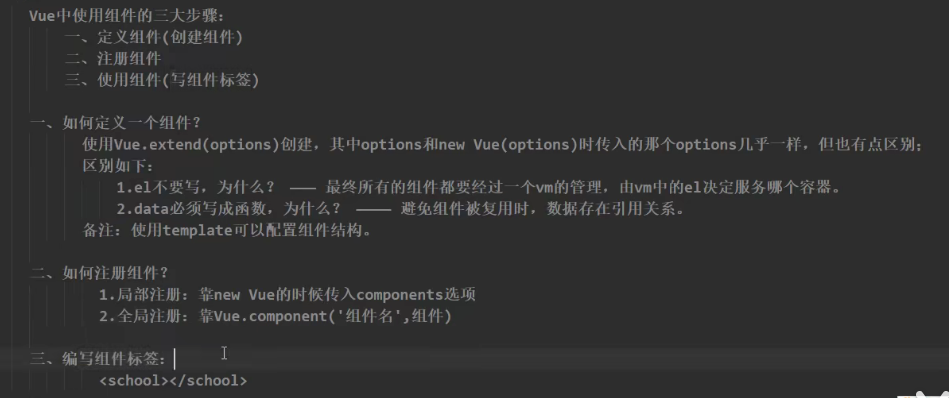 Vue中使用组件的三大步骤：
一、定义组件(创建组件)
二、注册组件
三、使用组件(写组件标签)
一、如何定义一个组件？
使用Vue.extend(options)创建，其中options和new Vue(options)时传入的那个options几乎一样，但也有点区别；
区别如下：
1.el不要写，为什么？ ——— 最终所有的组件都要经过一个vm的管理，由vm中的el决定服务哪个容器。
2.data必须写成函数，为什么？ ———— 避免组件被复用时，数据存在引用关系。
备注：使用template可以配置组件结构。
二、如何注册组件？
1.局部注册：靠new Vue的时候传入components选项
2.全局注册：靠Vue.component('组件名',组件)
三、编写组件标签：
<school></school>